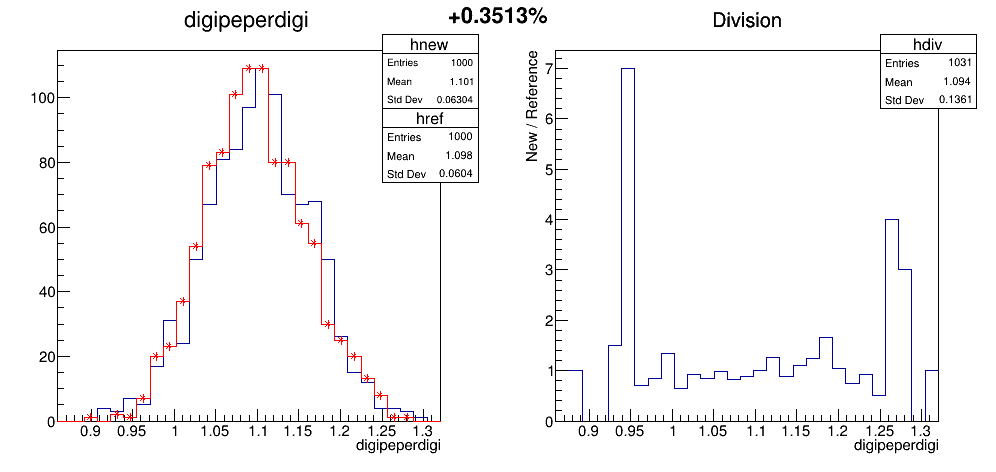 digipeperdigi
+0.3513%
Division
hnew
Entries 1000
Mean 1.101
Std Dev 0.06304
href
Entries 1000
Mean 1.098
Std Dev 0.0604
100
80
60
40
20
0
0.9 0.95 1 1.05 1.1 1.15 1.2 1.25 1.3
digipeperdigi
hdiv
Entries 1031
Mean 1.094
Std Dev 0.1361
New / Reference
7
6
5
4
3
2
1
0
0.9 0.95 1 1.05 1.1 1.15 1.2 1.25 1.3
digipeperdigi